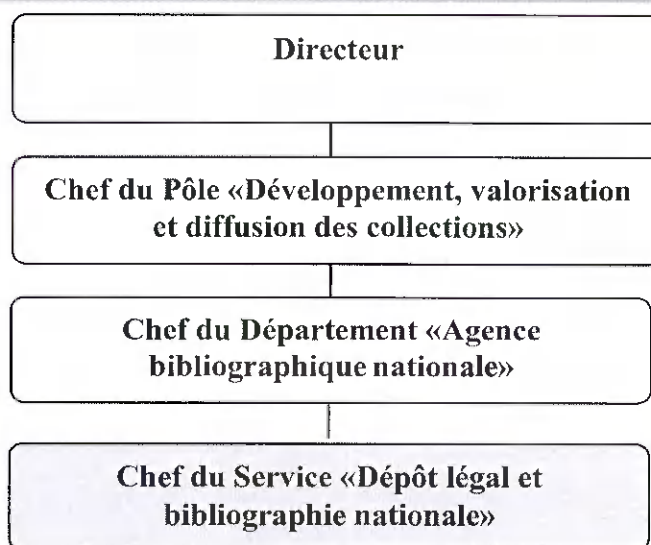 Directeur
Chef du Pôle «Développement, valorisation
et diffusion des collections»
Chef du Département «Agence
bibliographique nationale»
Chef du Service «Dépôt légal et
bibliographie nationale»